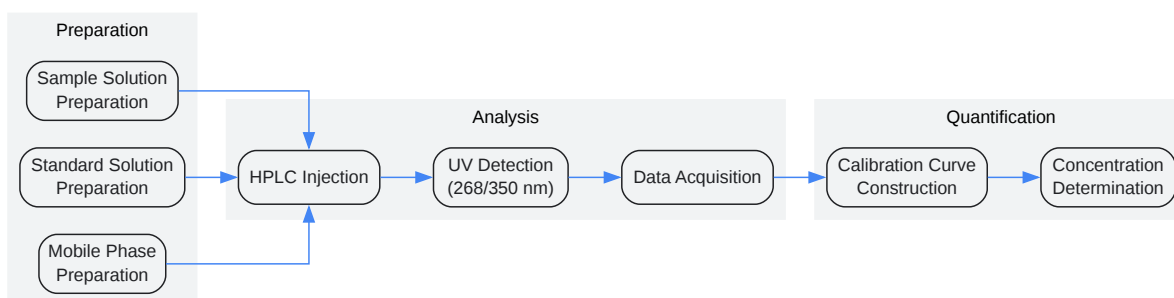 Preparation
Sample Solution
Preparation
Standard Solution
Preparation
Mobile Phase
Preparation
Analysis
HPLC Injection
UV Detection
(268/350 nm)
Data Acquisition
Quantification
Calibration Curve
Construction
Concentration
Determination